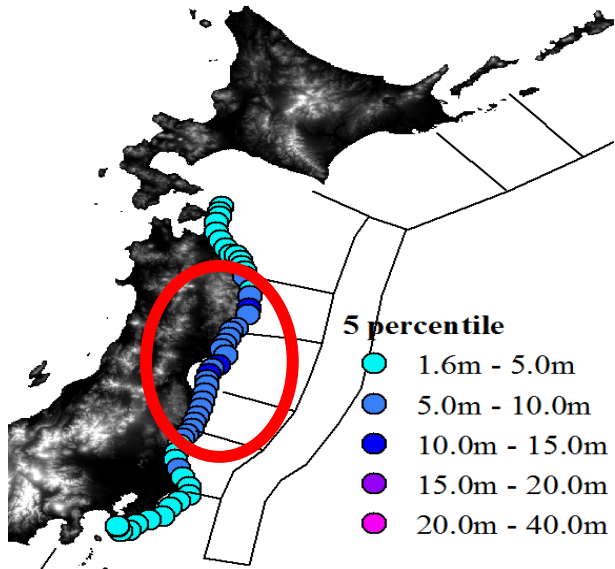 5 percentile
1.6m - 5.0m
5.0m - 10.0m
10.0m - 15.0m
15.0m - 20.0m
20.0m - 40.0m